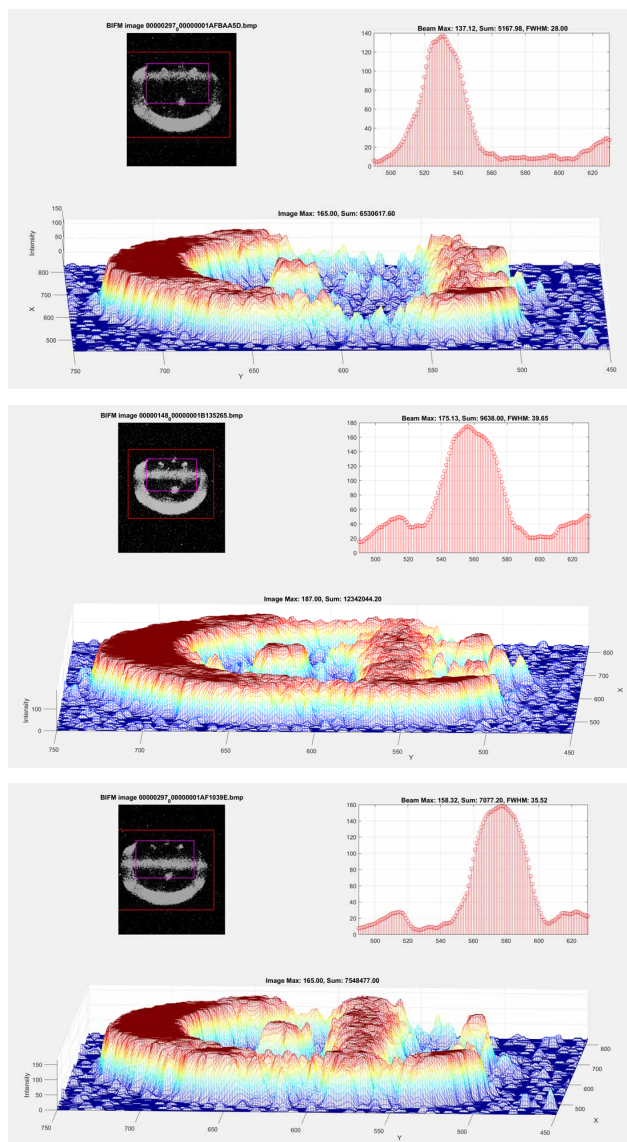 BIFM image 00000297_000000001AFBAA5D.bmp
Beam Max: 137.12, Sum: 5167.98, FWHM: 28.00
140
120
100
80
60
40
20
0
500 520 540 560 580 600 620
Image Max: 165.00, Sum: 6530617.60
150
100
50
0
Intensity
800
700
600
500
X
750 700 650 600 550 500 450
Y
BIFM image 00000148_000000001B135265.bmp
Beam Max: 175.13, Sum: 9638.00, FWHM: 39.65
180
160
140
120
100
80
60
40
20
0
500 520 540 560 580 600 620
Image Max: 187.00, Sum: 12342044.20
100
0
Intensity
800
700
600
500
X
750 700 650 600 550 500 450
Y
BIFM image 00000297_000000001AF1039E.bmp
Beam Max: 158.32, Sum: 7077.20, FWHM: 35.52
160
140
120
100
80
60
40
20
0
500 520 540 560 580 600 620
Image Max: 165.00, Sum: 7548477.00
150
100
50
0
Intensity
800
700
600
500
X
750 700 650 600 550 500 450
Y